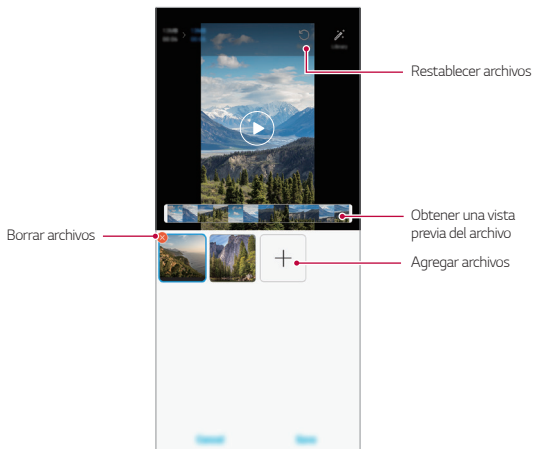 Restablecer archivos
Obtener una vista
previa del archivo
Borrar archivos
Agregar archivos